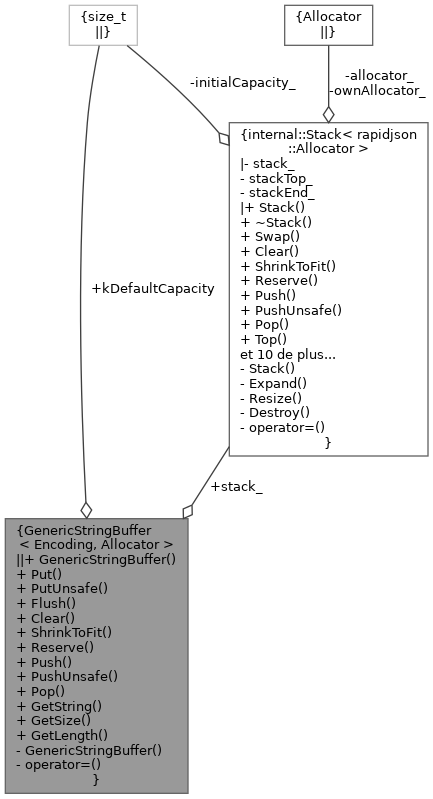 {size_t
||}
{Allocator
||}
-initialCapacity_
-allocator_
-ownAllocator_
{internal::Stack< rapidjson
::Allocator >
|- stack_
- stackTop_
- stackEnd_
|+ Stack()
+ ~Stack()
+ Swap()
+ Clear()
+ ShrinkToFit()
+ Reserve()
+ Push()
+ PushUnsafe()
+ Pop()
+ Top()
et 10 de plus...
- Stack()
- Expand()
- Resize()
- Destroy()
- operator=()
}
+kDefaultCapacity
+stack_
{GenericStringBuffer
< Encoding, Allocator >
||+ GenericStringBuffer()
+ Put()
+ PutUnsafe()
+ Flush()
+ Clear()
+ ShrinkToFit()
+ Reserve()
+ Push()
+ PushUnsafe()
+ Pop()
+ GetString()
+ GetSize()
+ GetLength()
- GenericStringBuffer()
- operator=()
}